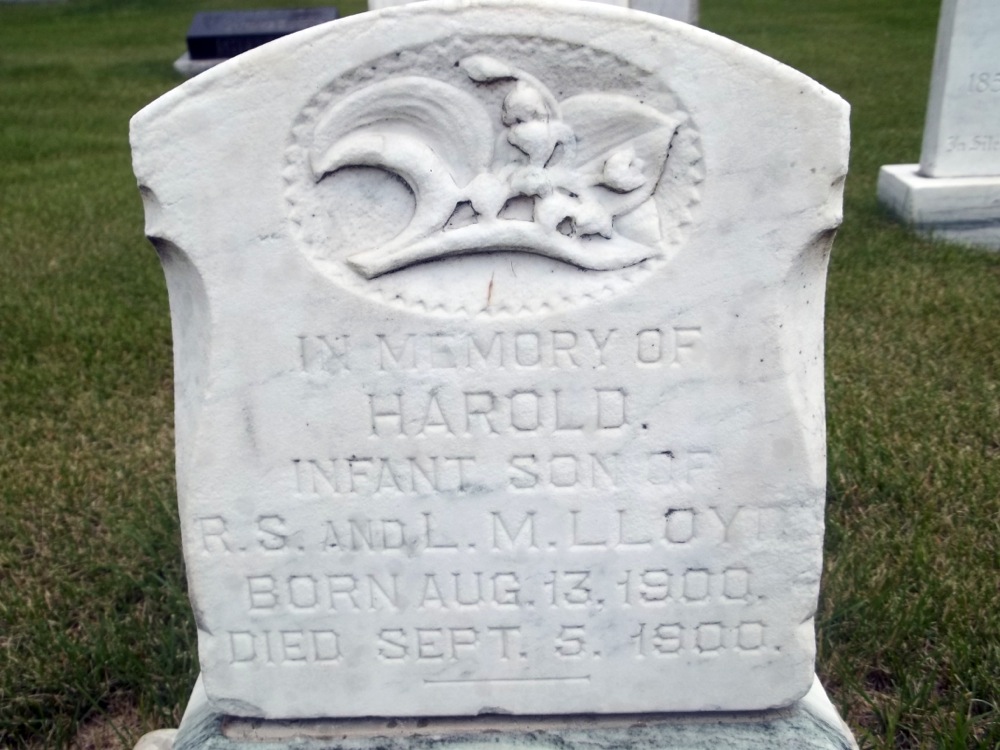 IN MEMORY OF
HAROLD.
INFANT SON OF
R. S. AND L. M. LLOYD
BORN AUG. 13, 1900.
DIED SEPT. 5. 1900.